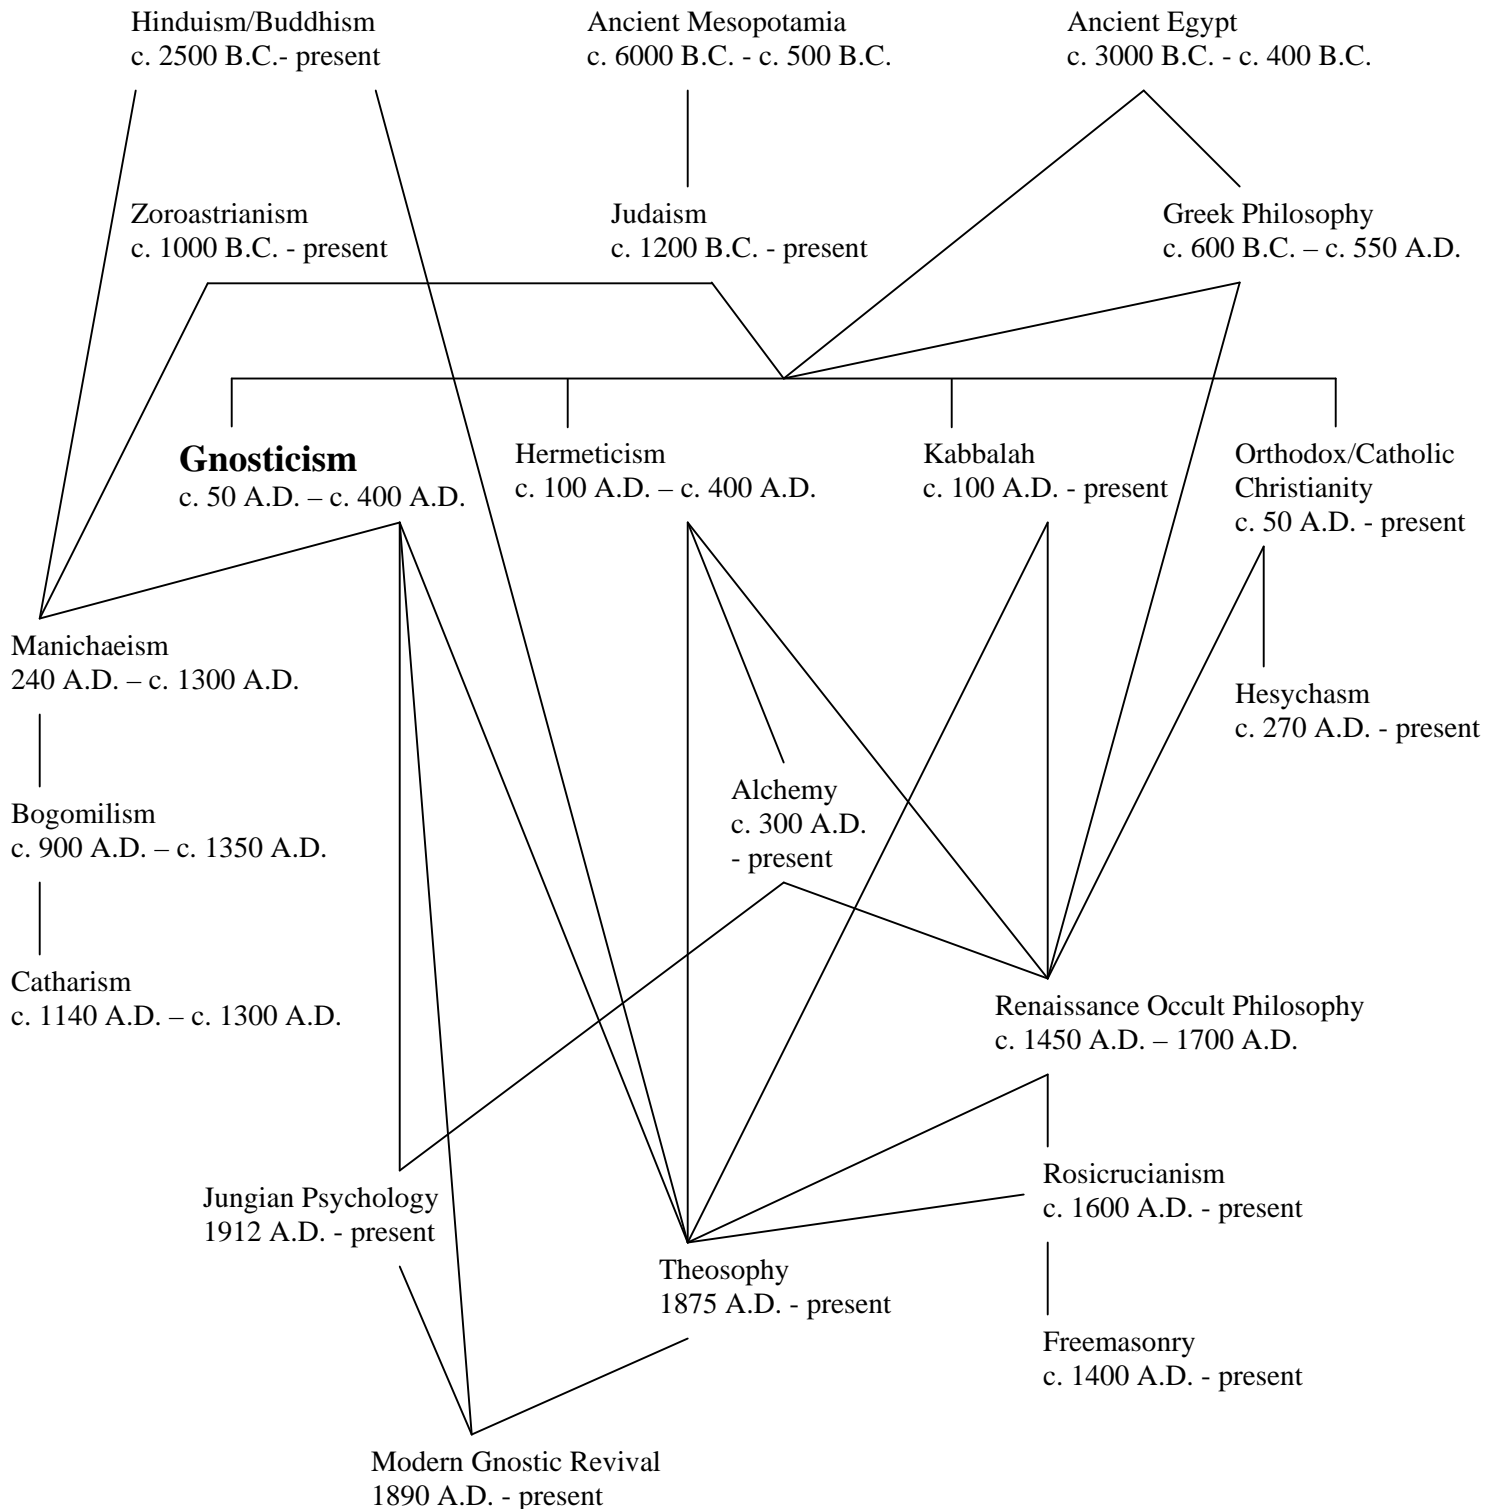 Hinduism/Buddhism
c. 2500 B.C.- present
Ancient Mesopotamia
c. 6000 B.C. - c. 500 B.C.
Ancient Egypt
c. 3000 B.C. - c. 400 B.C.
Zoroastrianism
c. 1000 B.C. - present
Judaism
c. 1200 B.C. - present
Greek Philosophy
c. 600 B.C. – c. 550 A.D.
Gnosticism
c. 50 A.D. – c. 400 A.D.
Hermeticism
c. 100 A.D. – c. 400 A.D.
Kabbalah
c. 100 A.D. - present
Orthodox/Catholic
Christianity
c. 50 A.D. - present
Manichaeism
240 A.D. – c. 1300 A.D.
Hesychasm
c. 270 A.D. - present
Alchemy
c. 300 A.D.
- present
Bogomilism
c. 900 A.D. – c. 1350 A.D.
Catharism
c. 1140 A.D. – c. 1300 A.D.
Renaissance Occult Philosophy
c. 1450 A.D. – 1700 A.D.
Jungian Psychology
1912 A.D. - present
Rosicrucianism
c. 1600 A.D. - present
Theosophy
1875 A.D. - present
Freemasonry
c. 1400 A.D. - present
Modern Gnostic Revival
1890 A.D. - present